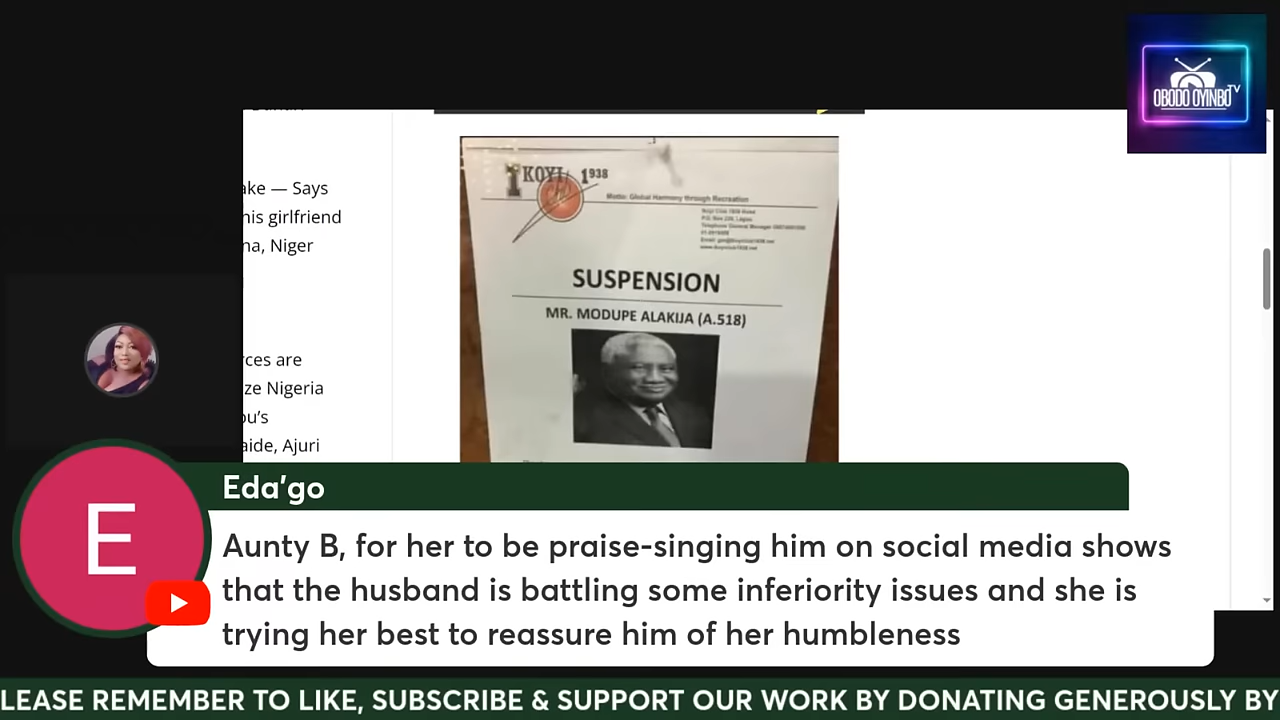 OBODO OYINBO TV
ake — Says
his girlfriend
na, Niger
rces are
ze Nigeria
ou's
aide, Ajuri
IKOYI 1938
Motto: Global Harmony through Recreation
SUSPENSION
MR. MODUPE ALAKIJA (A.518)
E
Eda'go
Aunty B, for her to be praise-singing him on social media shows
that the husband is battling some inferiority issues and she is
trying her best to reassure him of her humbleness
LEASE REMEMBER TO LIKE, SUBSCRIBE & SUPPORT OUR WORK BY DONATING GENEROUSLY BY